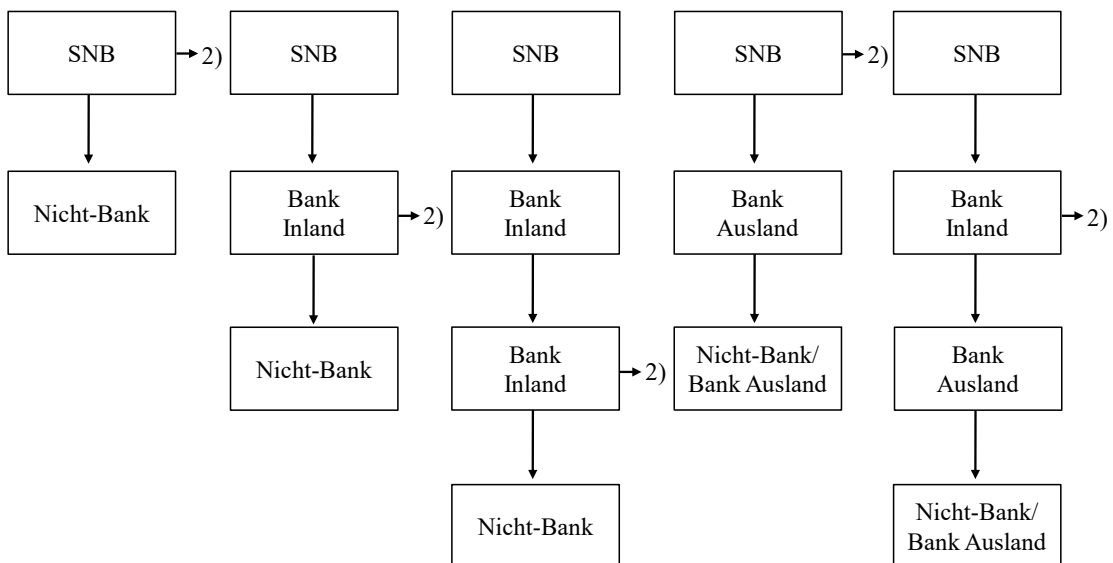 SNB
2)
SNB
SNB
SNB
2)
SNB
Nicht-Bank
Bank
Inland
2)
Bank
Inland
Bank
Ausland
Bank
Inland
2)
Nicht-Bank
Bank
Inland
2)
Nicht-Bank/
Bank Ausland
Bank
Ausland
Nicht-Bank
Nicht-Bank/
Bank Ausland